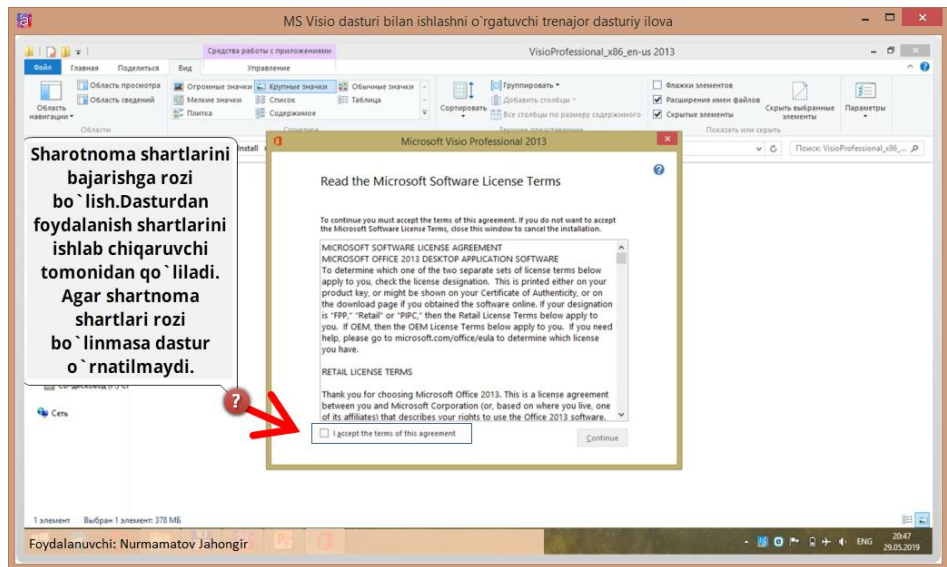 MS Visio dasturi bilan ishlashni o`rgatuvchi trenajor dasturiy ilova
Средства работы с приложениями
VisioProfessional_x86_en-us 2013
Файл Главная Поделиться Вид Управление
Область навигации
Область просмотра
Область сведений
Области
Огромные значки Крупные значки Обычные значки
Мелкие значки Список Таблица
Плитка Содержимое
Структура
Сортировать
Группировать
Добавить столбцы
Все столбцы по размеру содержимого
Текущее представление
Флажки элементов
Расширения имен файлов
Скрытые элементы
Скрыть выбранные элементы
Показать или скрыть
Параметры
Install
Поиск: VisioProfessional_x86_...
Sharotnoma shartlarini
bajarishga rozi
bo`lish.Dasturdan
foydalanish shartlarini
ishlab chiqaruvchi
tomonidan qo`liladi.
Agar shartnoma
shartlari rozi
bo`linmasa dastur
o`rnatilmaydi.
Сеть
?
Microsoft Visio Professional 2013
Read the Microsoft Software License Terms
To continue you must accept the terms of this agreement. If you do not want to accept
the Microsoft Software License Terms, close this window to cancel the installation.
MICROSOFT SOFTWARE LICENSE AGREEMENT
MICROSOFT OFFICE 2013 DESKTOP APPLICATION SOFTWARE
To determine which one of the two separate sets of license terms below
apply to you, check the license designation. This is printed either on your
product key, or might be shown on your Certificate of Authenticity, or on
the download page if you obtained the software online. If your designation
is “FPP,” “Retail” or “PIPC,” then the Retail License Terms below apply to
you. If OEM, then the OEM License Terms below apply to you. If you need
help, please go to microsoft.com/office/eula to determine which license
you have.
RETAIL LICENSE TERMS
Thank you for choosing Microsoft Office 2013. This is a license agreement
between you and Microsoft Corporation (or, based on where you live, one
of its affiliates) that describes your rights to use the Office 2013 software.
I accept the terms of this agreement
Continue
1 элемент Выбран 1 элемент: 378 МБ
Foydalanuvchi: Nurmamatov Jahongir
ENG
20:47
29.05.2019